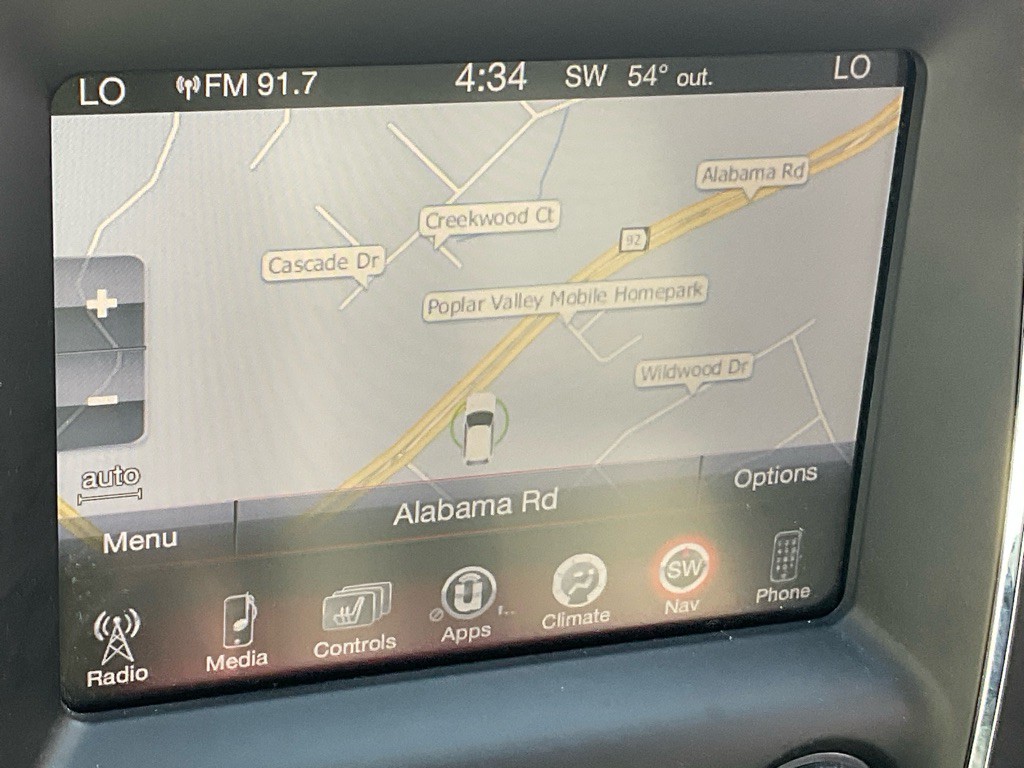 LO FM 91.7 4:34 SW 54° out. LO
Alabama Rd
Creekwood Ct
92
Cascade Dr
Poplar Valley Mobile Homepark
Wildwood Dr
auto
Menu Alabama Rd Options
Radio Media Controls Apps Climate SW Nav Phone